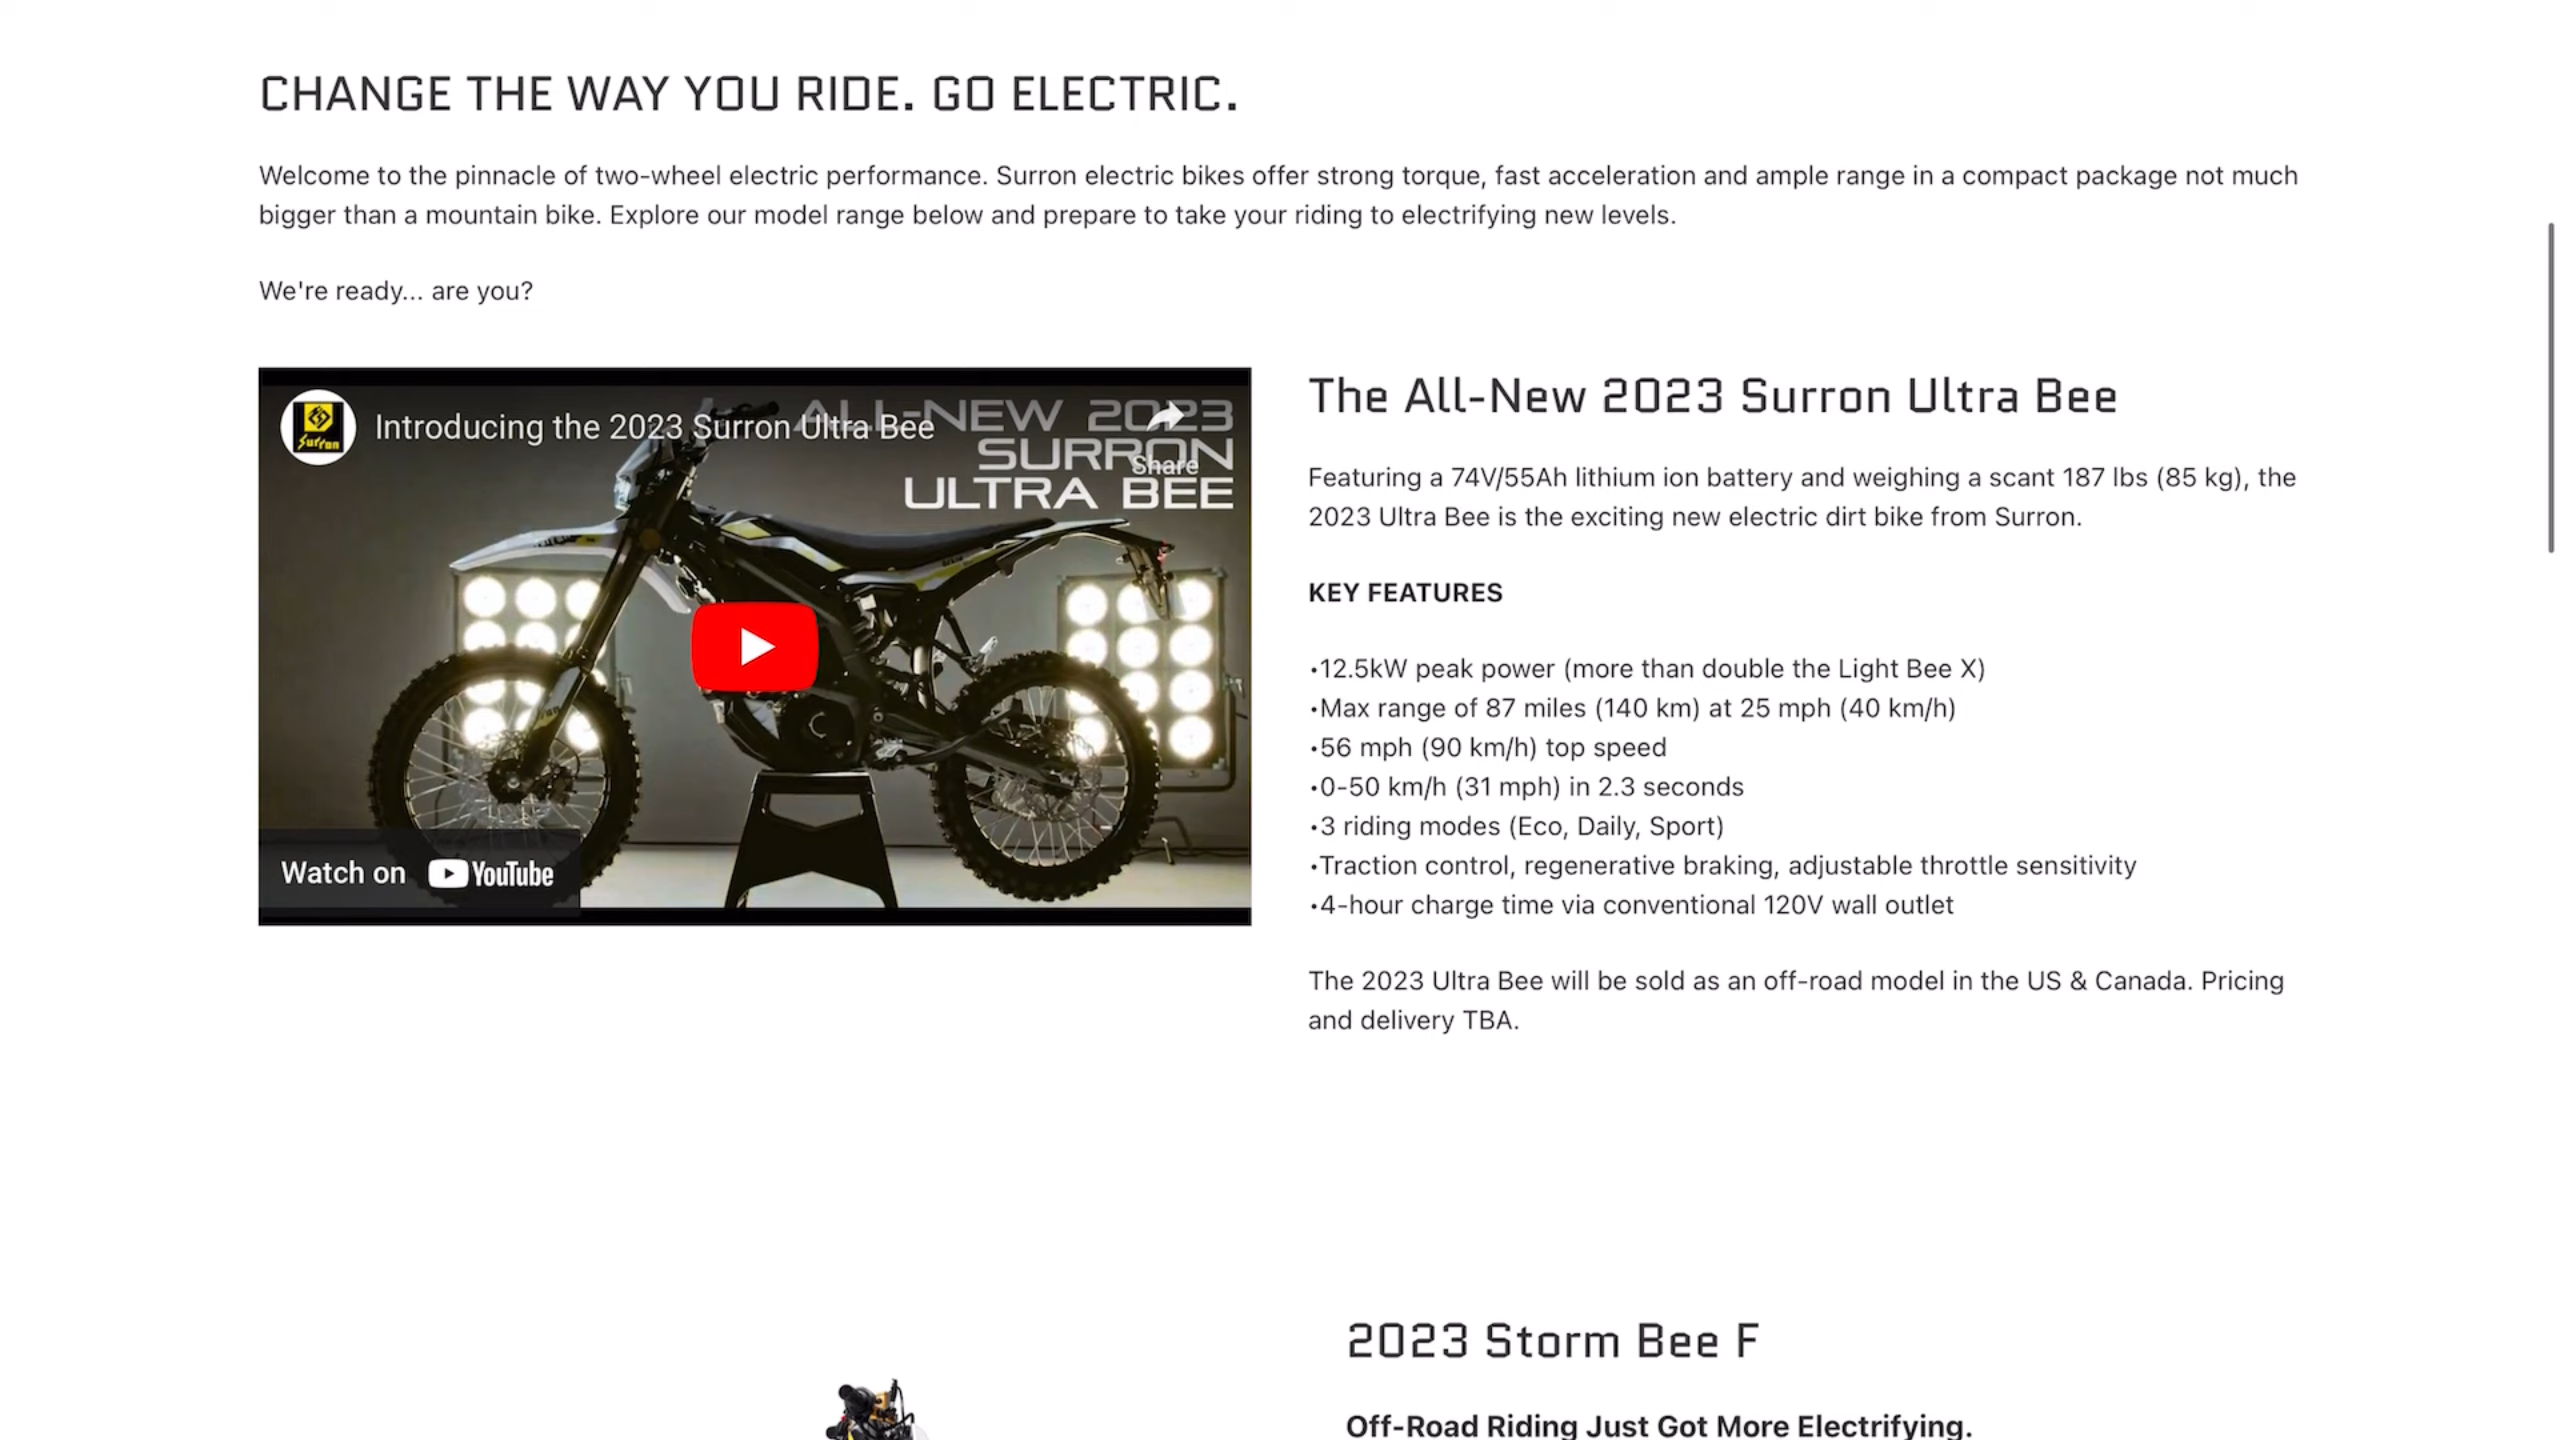 CHANGE THE WAY YOU RIDE. GO ELECTRIC.
Welcome to the pinnacle of two-wheel electric performance. Surron electric bikes offer strong torque, fast acceleration and ample range in a compact package not much
bigger than a mountain bike. Explore our model range below and prepare to take your riding to electrifying new levels.
We're ready... are you?
Surron
Introducing the 2023 Surron Ultra Bee
ALL-NEW 2023
SURRON
ULTRA BEE
Share
Watch on YouTube
The All-New 2023 Surron Ultra Bee
Featuring a 74V/55Ah lithium ion battery and weighing a scant 187 lbs (85 kg), the
2023 Ultra Bee is the exciting new electric dirt bike from Surron.
KEY FEATURES
•12.5kW peak power (more than double the Light Bee X)
•Max range of 87 miles (140 km) at 25 mph (40 km/h)
•56 mph (90 km/h) top speed
•0-50 km/h (31 mph) in 2.3 seconds
•3 riding modes (Eco, Daily, Sport)
•Traction control, regenerative braking, adjustable throttle sensitivity
•4-hour charge time via conventional 120V wall outlet
The 2023 Ultra Bee will be sold as an off-road model in the US & Canada. Pricing
and delivery TBA.
2023 Storm Bee F
Off-Road Riding Just Got More Electrifying.